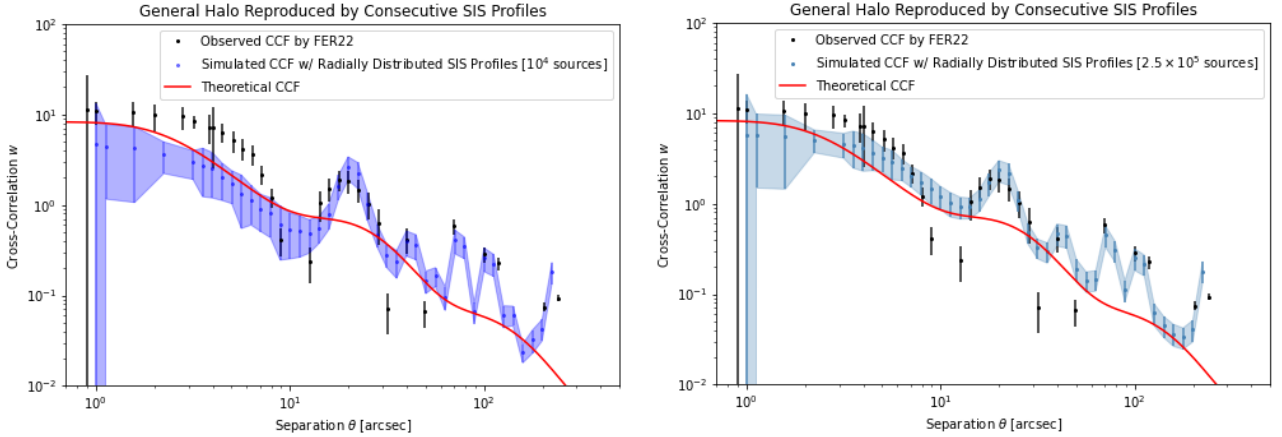 General Halo Reproduced by Consecutive SIS Profiles
Observed CCF by FER22
Simulated CCF w/ Radially Distributed SIS Profiles [10⁴ sources]
Theoretical CCF
Cross-Correlation w
10²
10¹
10⁰
10⁻¹
10⁻²
10⁰
10¹
10²
Separation θ [arcsec]
General Halo Reproduced by Consecutive SIS Profiles
Observed CCF by FER22
Simulated CCF w/ Radially Distributed SIS Profiles [2.5 × 10⁵ sources]
Theoretical CCF
Cross-Correlation w
10²
10¹
10⁰
10⁻¹
10⁻²
10⁰
10¹
10²
Separation θ [arcsec]